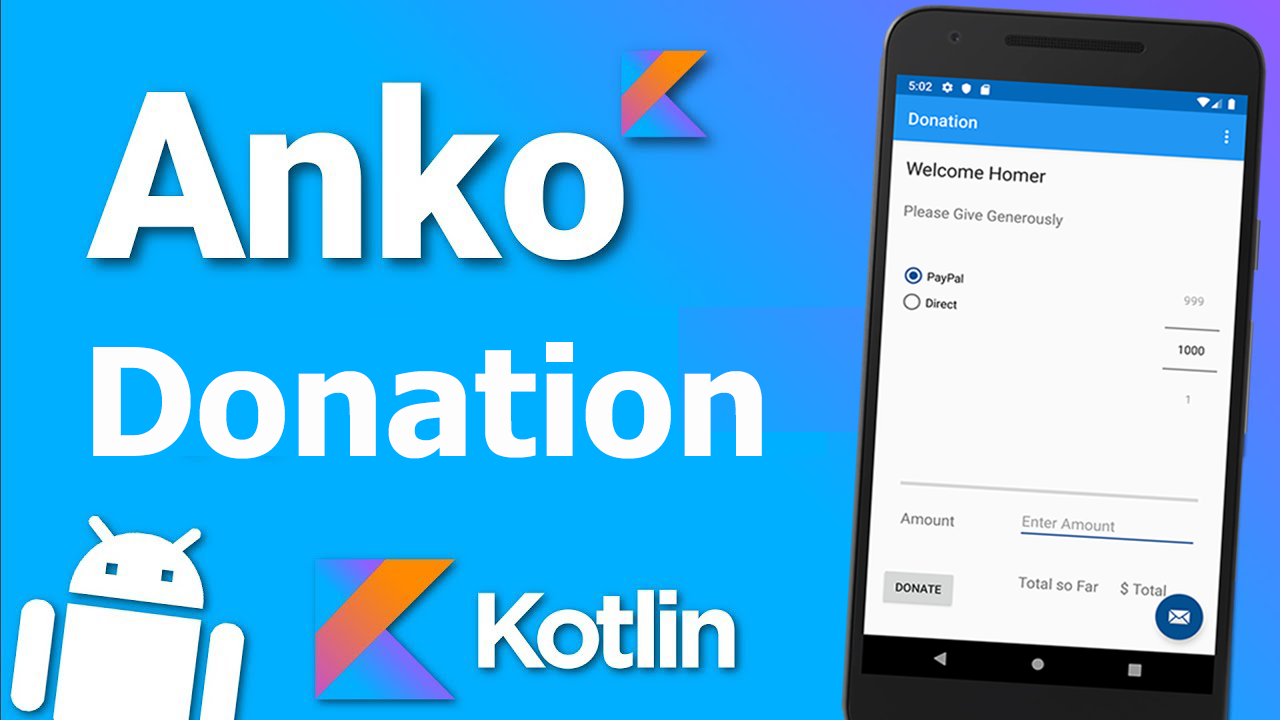 Anko
Donation
Kotlin
5:02
Donation
Welcome Homer
Please Give Generously
PayPal
Direct
999
1000
1
Amount
Enter Amount
DONATE
Total so Far
$ Total